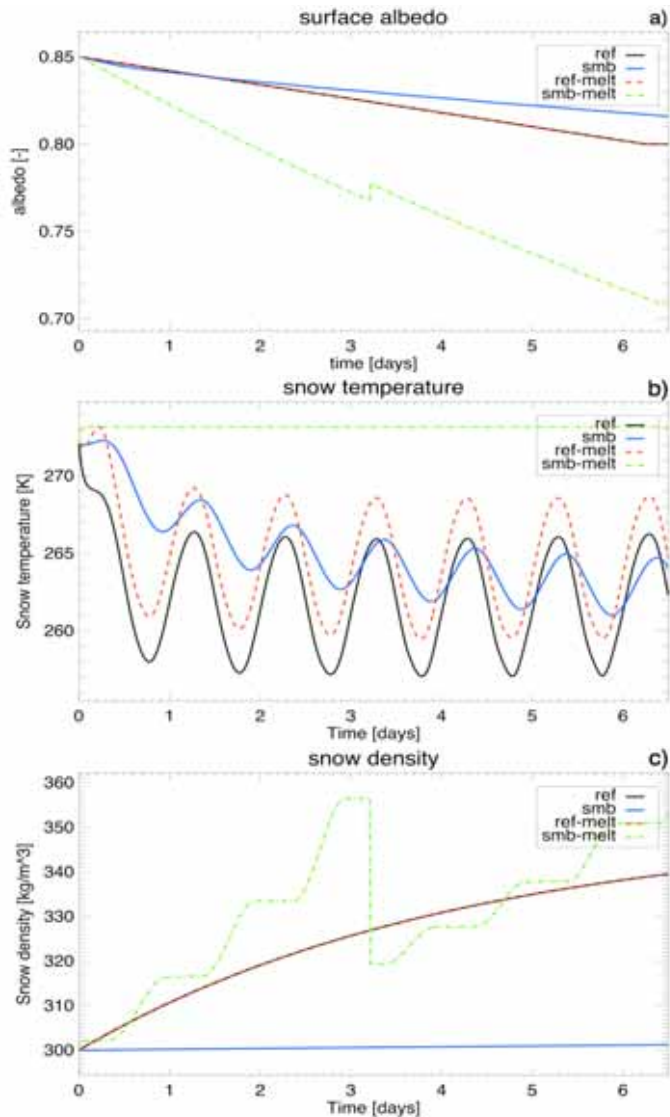 surface albedo
a)
0.85
0.80
0.75
0.70
albedo [-]
ref
smb
ref-melt
smb-melt
0 1 2 3 4 5 6
time [days]
snow temperature
b)
270
265
260
Snow temperature [K]
ref
smb
ref-melt
smb-melt
0 1 2 3 4 5 6
Time [days]
snow density
c)
360
350
340
330
320
310
300
Snow density [kg/m^3]
ref
smb
ref-melt
smb-melt
0 1 2 3 4 5 6
Time [days]